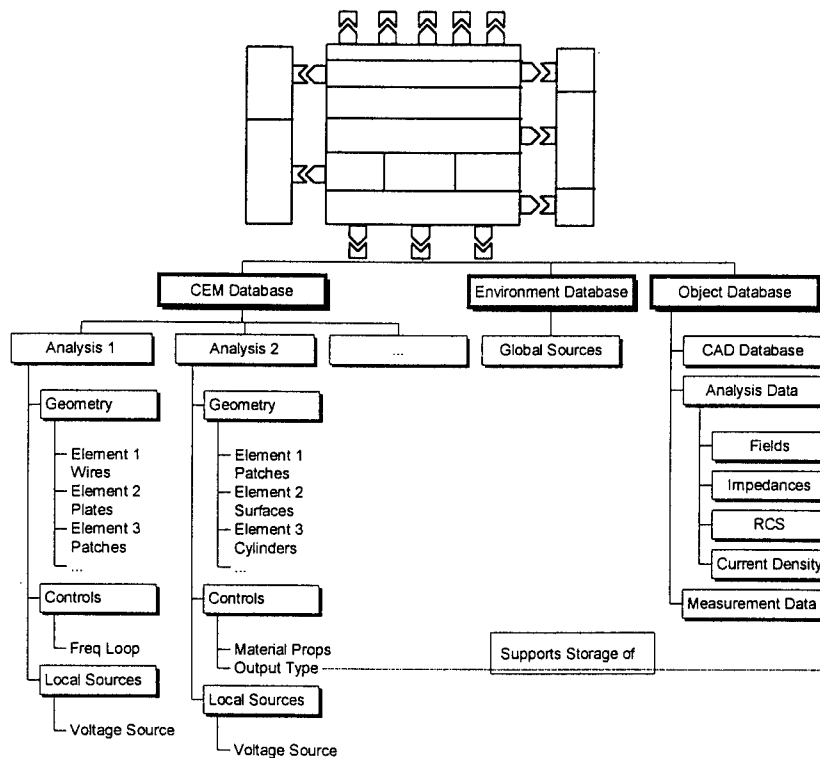 CEM Database
Environment Database
Object Database
Analysis 1
Analysis 2
...
Global Sources
CAD Database
Geometry
Geometry
Analysis Data
Element 1
Wires
Element 2
Plates
Element 3
Patches
...
Element 1
Patches
Element 2
Surfaces
Element 3
Cylinders
...
Fields
Impedances
RCS
Current Density
Controls
Controls
Measurement Data
Freq Loop
Material Props
Output Type
Supports Storage of
Local Sources
Local Sources
Voltage Source
Voltage Source